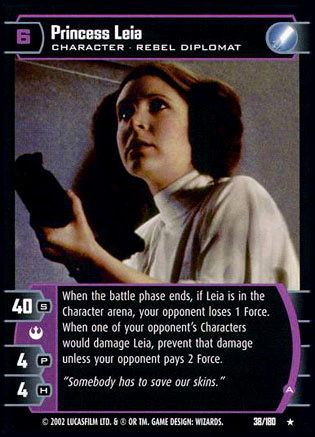 6 Princess Leia
CHARACTER · REBEL DIPLOMAT
When the battle phase ends, if Leia is in the
40 S Character arena, your opponent loses 1 Force.
When one of your opponent's Characters
4 P would damage Leia, prevent that damage
unless your opponent pays 2 Force.
4 H "Somebody has to save our skins."
A
© 2002 LUCASFILM LTD. & ® OR TM. GAME DESIGN: WIZARDS. 38/180